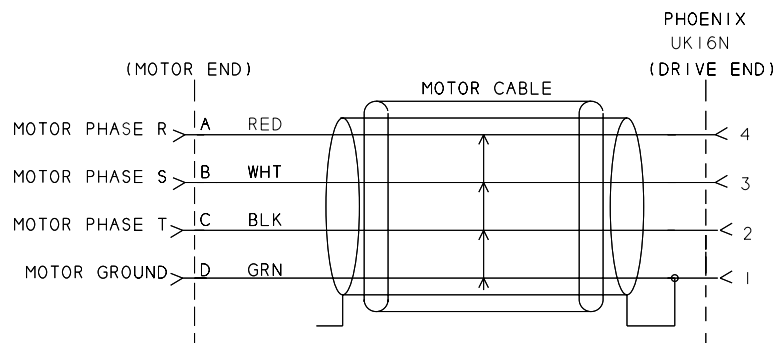 PHOENIX
UK16N
(MOTOR END)
(DRIVE END)
MOTOR CABLE
MOTOR PHASE R A RED 4
MOTOR PHASE S B WHT 3
MOTOR PHASE T C BLK 2
MOTOR GROUND D GRN 1